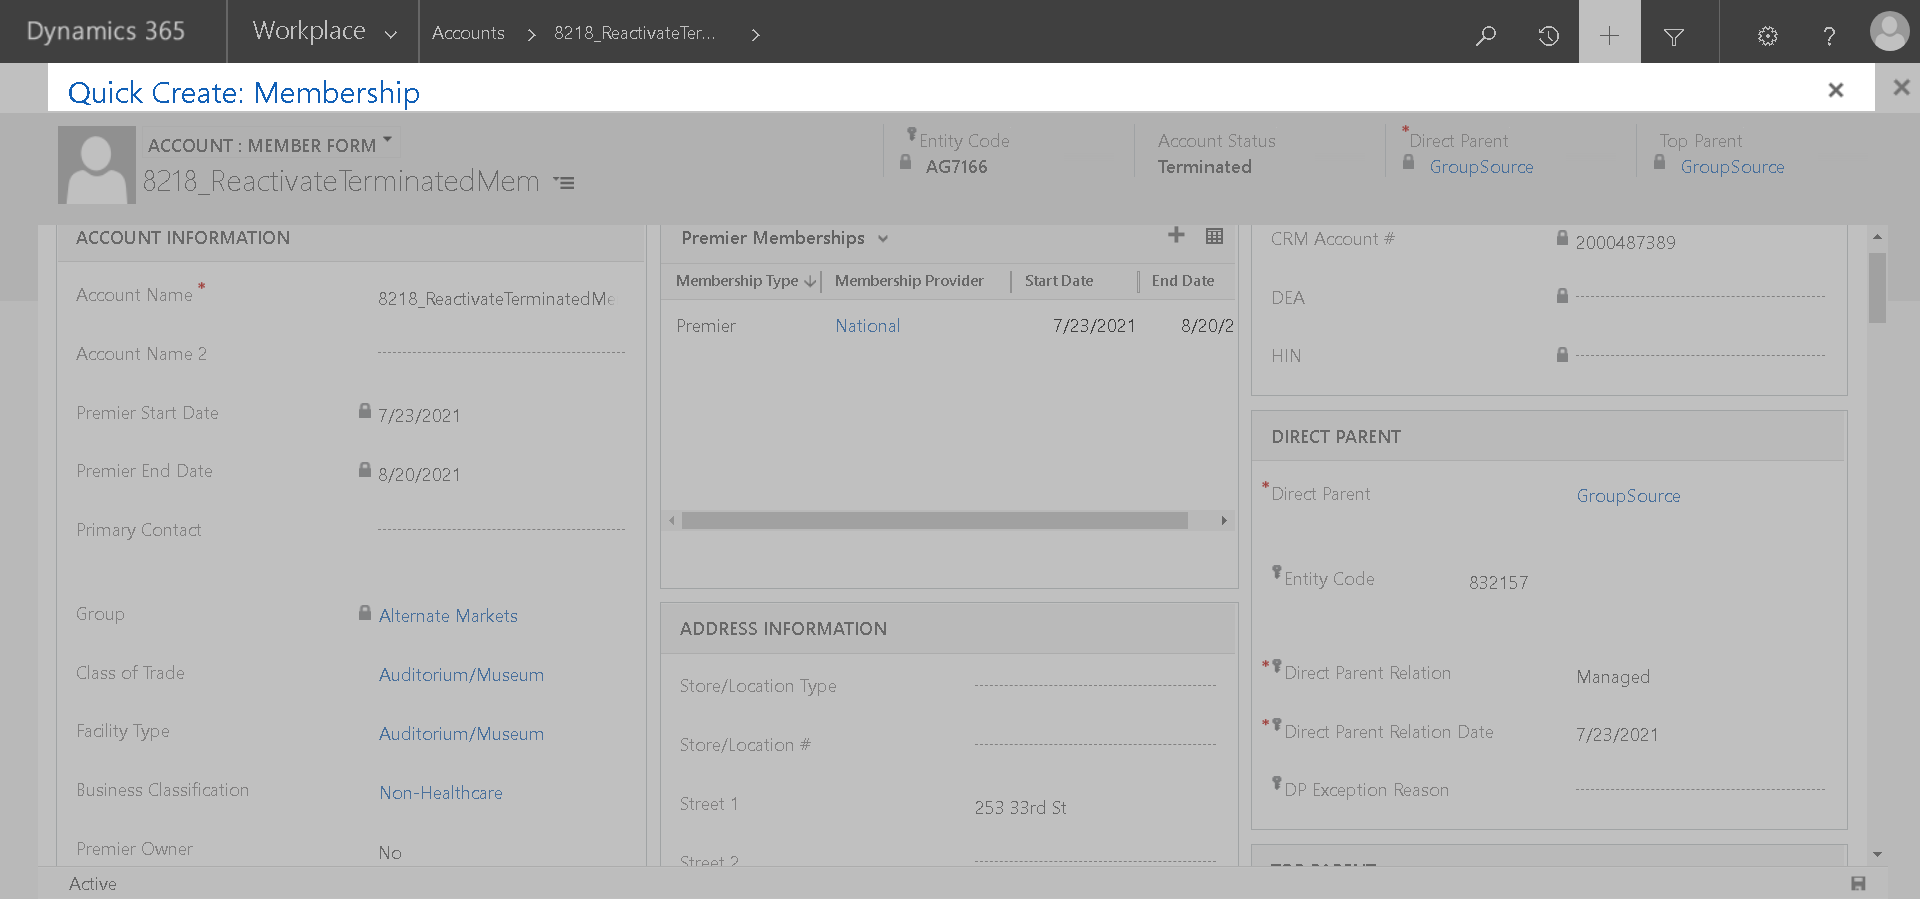 Dynamics 365
Workplace
Accounts
8218_ReactivateTer...
Quick Create: Membership
ACCOUNT : MEMBER FORM
8218_ReactivateTerminatedMem
Entity Code
AG7166
Account Status
Terminated
* Direct Parent
GroupSource
Top Parent
GroupSource
ACCOUNT INFORMATION
Account Name *
8218_ReactivateTerminatedMe
Account Name 2
Premier Start Date
7/23/2021
Premier End Date
8/20/2021
Primary Contact
Group
Alternate Markets
Class of Trade
Auditorium/Museum
Facility Type
Auditorium/Museum
Business Classification
Non-Healthcare
Premier Owner
No
Premier Memberships
Membership Type
Membership Provider
Start Date
End Date
Premier
National
7/23/2021
8/20/2
ADDRESS INFORMATION
Store/Location Type
Store/Location #
Street 1
253 33rd St
Street 2
CRM Account #
2000487389
DEA
HIN
DIRECT PARENT
* Direct Parent
GroupSource
Entity Code
832157
* Direct Parent Relation
Managed
* Direct Parent Relation Date
7/23/2021
DP Exception Reason
TOP PARENT
Active